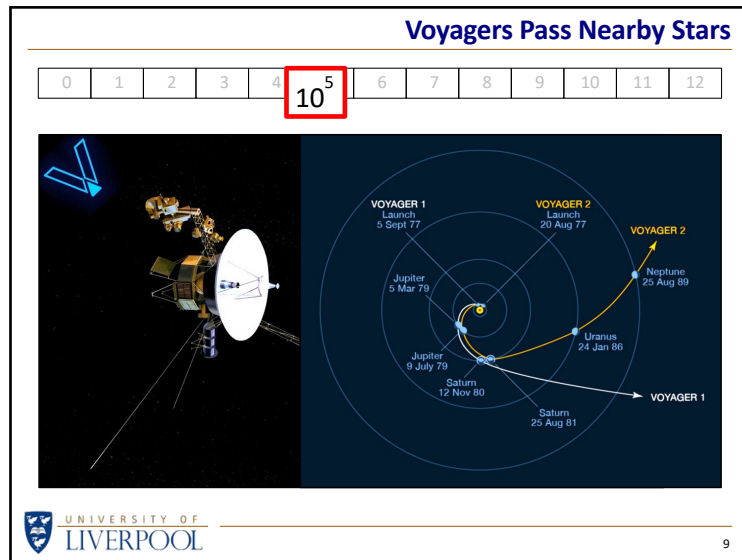 Voyagers Pass Nearby Stars
0 1 2 3 4 10^5 6 7 8 9 10 11 12
VOYAGER 1
Launch
5 Sept 77
VOYAGER 2
Launch
20 Aug 77
VOYAGER 2
Jupiter
5 Mar 79
Neptune
25 Aug 89
Uranus
24 Jan 86
Jupiter
9 July 79
Saturn
12 Nov 80
VOYAGER 1
Saturn
25 Aug 81
UNIVERSITY OF
LIVERPOOL
9